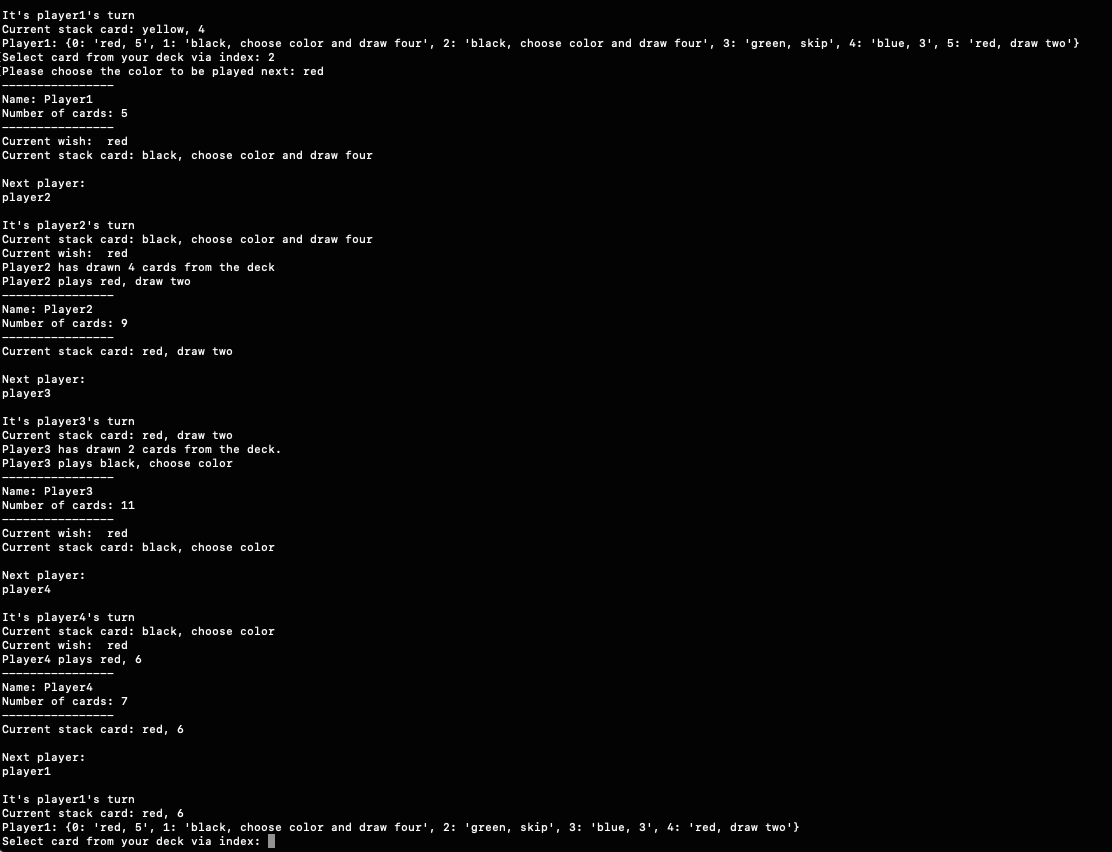 It's player1's turn
Current stack card: yellow, 4
Player1: {0: 'red, 5', 1: 'black, choose color and draw four', 2: 'black, choose color and draw four', 3: 'green, skip', 4: 'blue, 3', 5: 'red, draw two'}
Select card from your deck via index: 2
Please choose the color to be played next: red
----------------
Name: Player1
Number of cards: 5
----------------
Current wish:  red
Current stack card: black, choose color and draw four

Next player:
player2

It's player2's turn
Current stack card: black, choose color and draw four
Current wish:  red
Player2 has drawn 4 cards from the deck
Player2 plays red, draw two
----------------
Name: Player2
Number of cards: 9
----------------
Current stack card: red, draw two

Next player:
player3

It's player3's turn
Current stack card: red, draw two
Player3 has drawn 2 cards from the deck.
Player3 plays black, choose color
----------------
Name: Player3
Number of cards: 11
----------------
Current wish:  red
Current stack card: black, choose color

Next player:
player4

It's player4's turn
Current stack card: black, choose color
Current wish:  red
Player4 plays red, 6
----------------
Name: Player4
Number of cards: 7
----------------
Current stack card: red, 6

Next player:
player1

It's player1's turn
Current stack card: red, 6
Player1: {0: 'red, 5', 1: 'black, choose color and draw four', 2: 'green, skip', 3: 'blue, 3', 4: 'red, draw two'}
Select card from your deck via index: